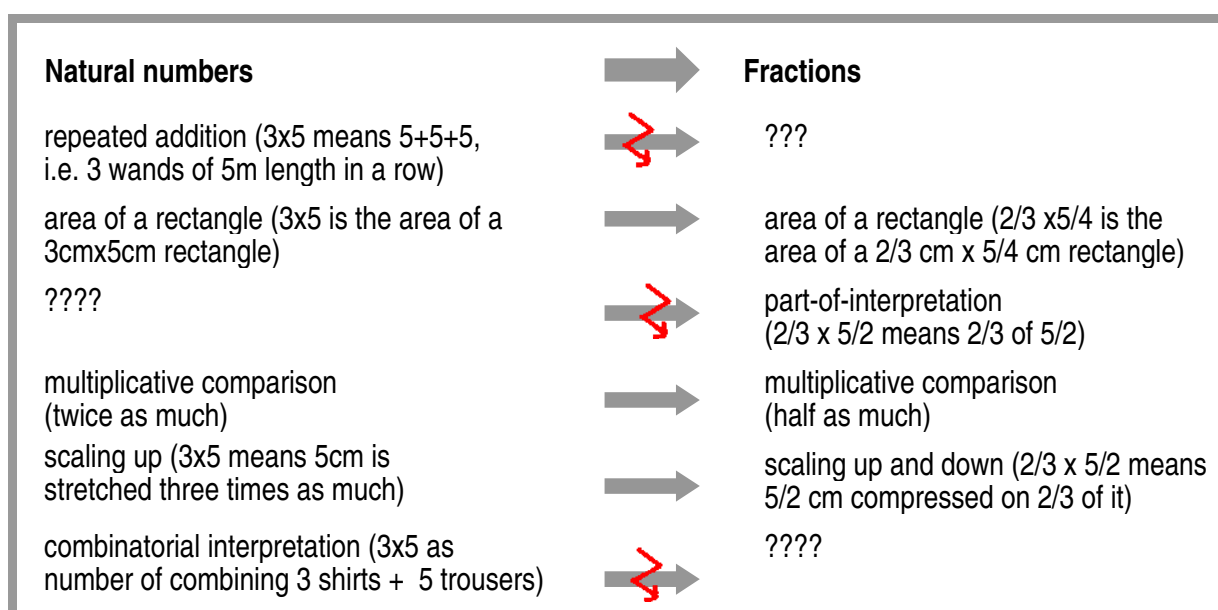 Natural numbers
Fractions
repeated addition (3x5 means 5+5+5,
i.e. 3 wands of 5m length in a row)
???
area of a rectangle (3x5 is the area of a
3cmx5cm rectangle)
area of a rectangle (2/3 x5/4 is the
area of a 2/3 cm x 5/4 cm rectangle)
????
part-of-interpretation
(2/3 x 5/2 means 2/3 of 5/2)
multiplicative comparison
(twice as much)
multiplicative comparison
(half as much)
scaling up (3x5 means 5cm is
stretched three times as much)
scaling up and down (2/3 x 5/2 means
5/2 cm compressed on 2/3 of it)
combinatorial interpretation (3x5 as
number of combining 3 shirts + 5 trousers)
????